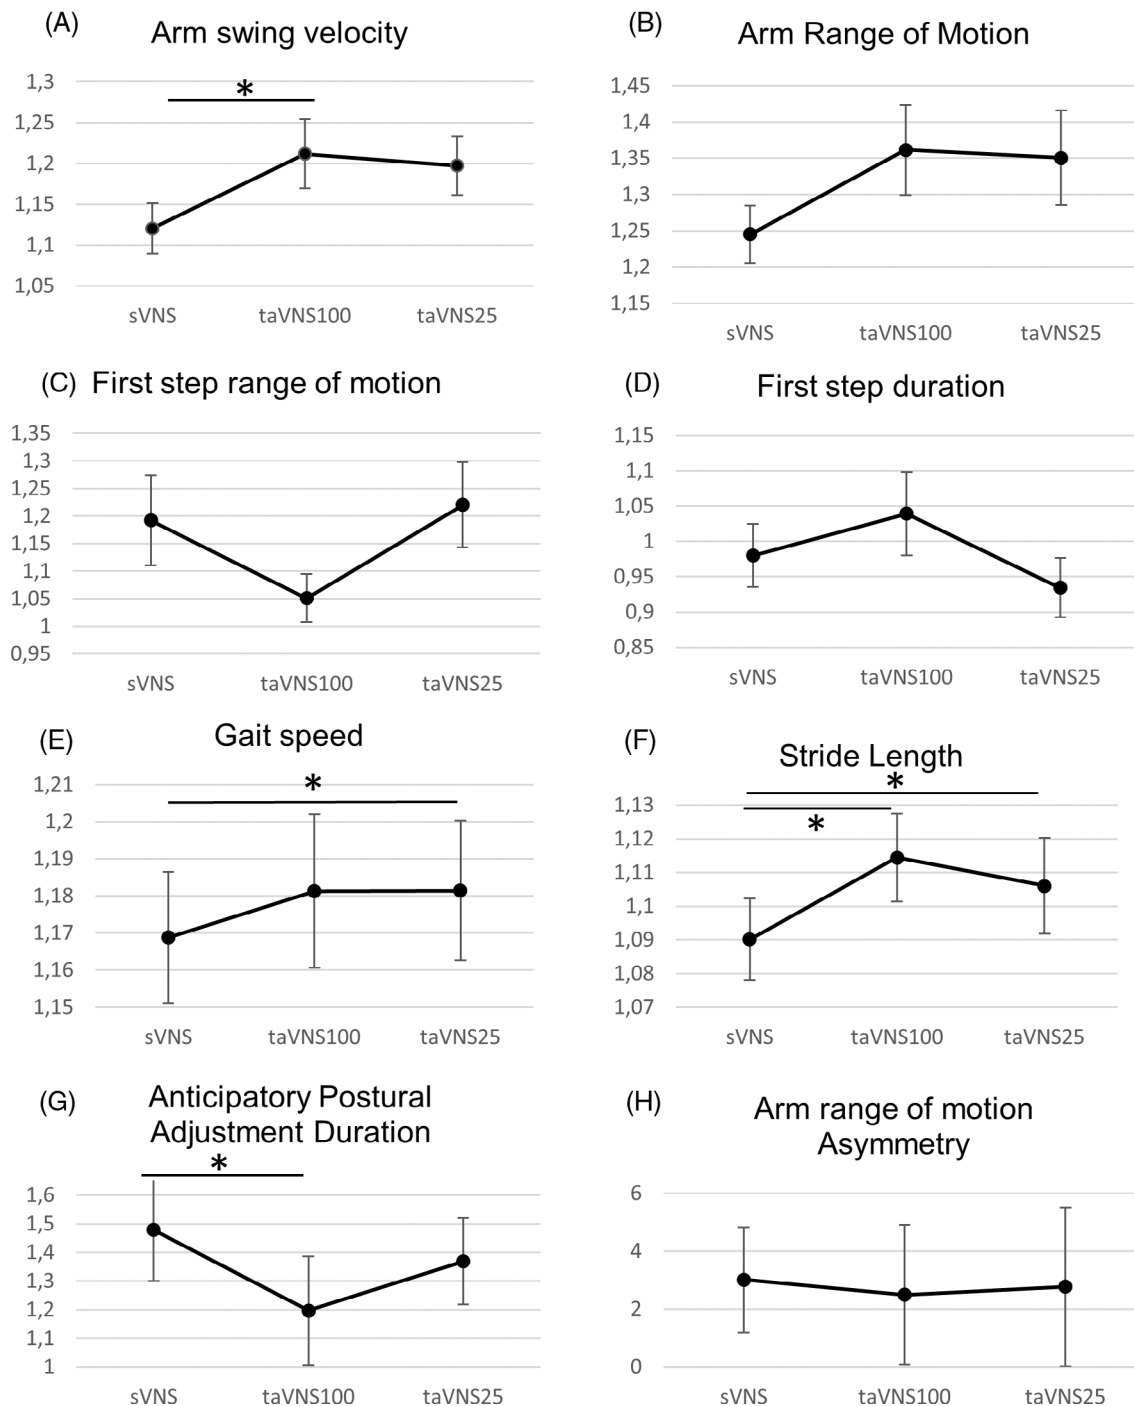 (A)
Arm swing velocity
*
1,3
1,25
1,2
1,15
1,1
1,05
sVNS taVNS100 taVNS25
(B)
Arm Range of Motion
1,45
1,4
1,35
1,3
1,25
1,2
1,15
sVNS taVNS100 taVNS25
(C) First step range of motion
1,35
1,3
1,25
1,2
1,15
1,1
1,05
1
0,95
sVNS taVNS100 taVNS25
(D)
First step duration
1,15
1,1
1,05
1
0,95
0,9
0,85
sVNS taVNS100 taVNS25
(E)
Gait speed
*
1,21
1,2
1,19
1,18
1,17
1,16
1,15
sVNS taVNS100 taVNS25
(F)
Stride Length
*
*
1,13
1,12
1,11
1,1
1,09
1,08
1,07
sVNS taVNS100 taVNS25
(G)
Anticipatory Postural
Adjustment Duration
*
1,6
1,5
1,4
1,3
1,2
1,1
1
sVNS taVNS100 taVNS25
(H)
Arm range of motion
Asymmetry
6
4
2
0
sVNS taVNS100 taVNS25